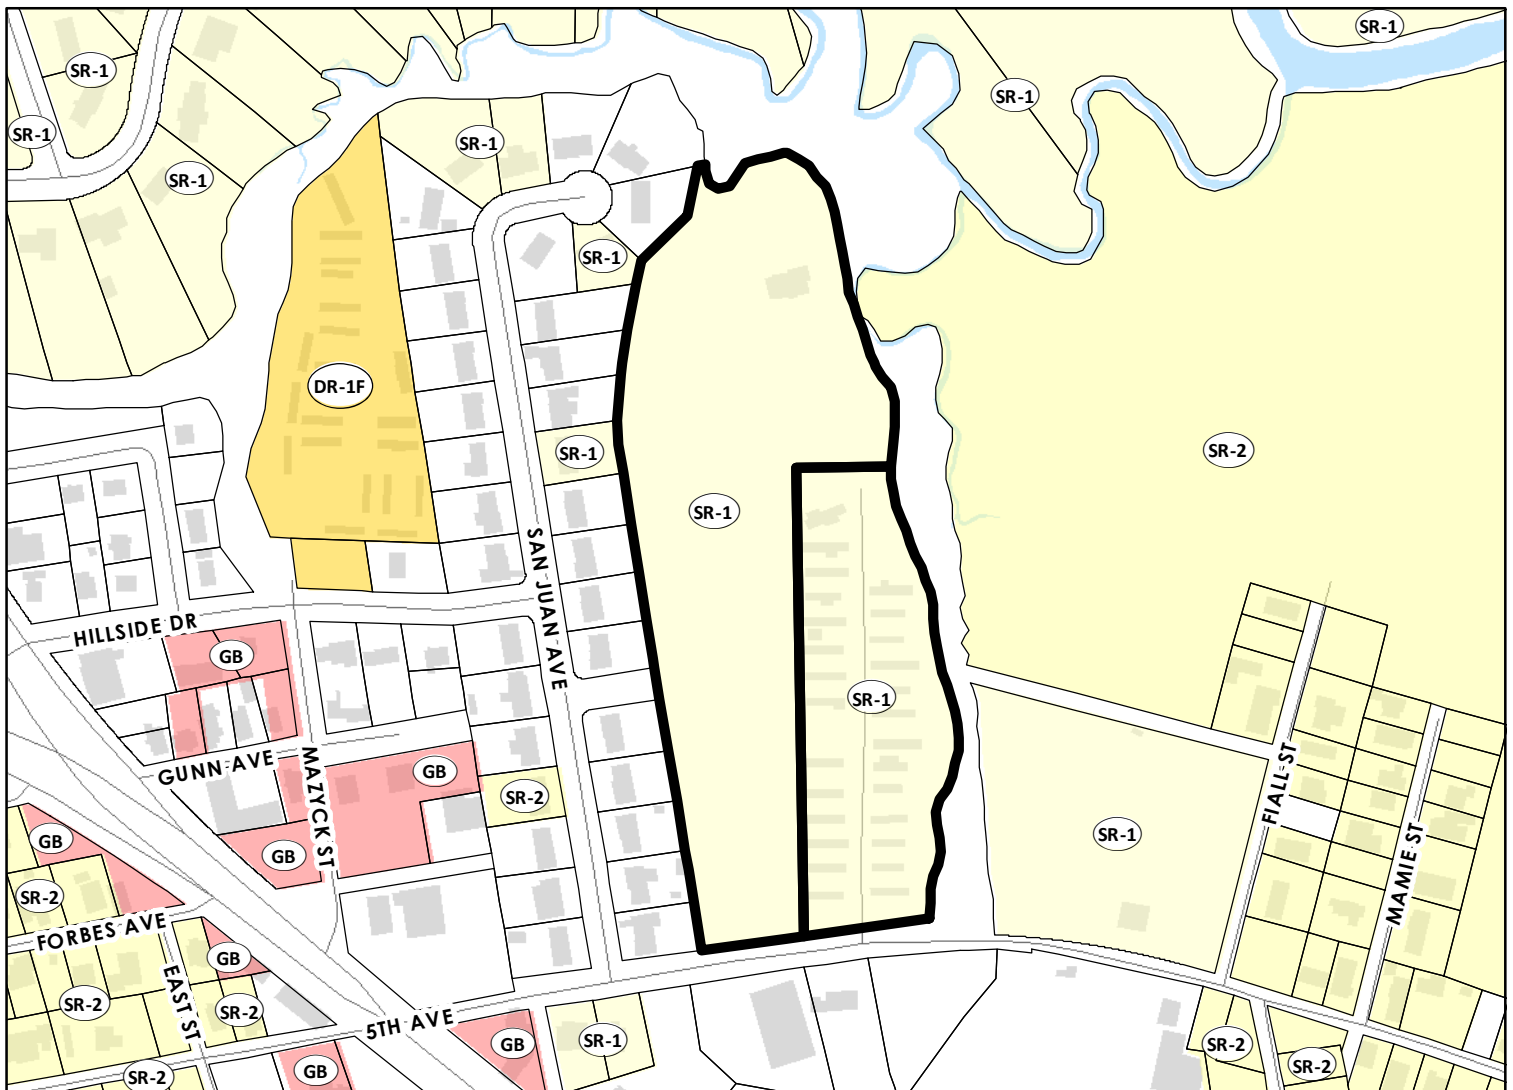 SR-1
SR-1
SR-1
SR-1
SR-1
SR-1
SR-1
SR-1
DR-1F
SR-1
SR-2
SR-1
SAN JUAN AVE
HILLSIDE DR
GB
SR-1
GUNN AVE
MAZYCK ST
GB
SR-2
FIALL ST
SR-1
GB
GB
MAMIE ST
SR-2
FORBES AVE
GB
EAST ST
SR-2
SR-2
5TH AVE
GB
SR-1
SR-2
SR-2
GB
SR-2